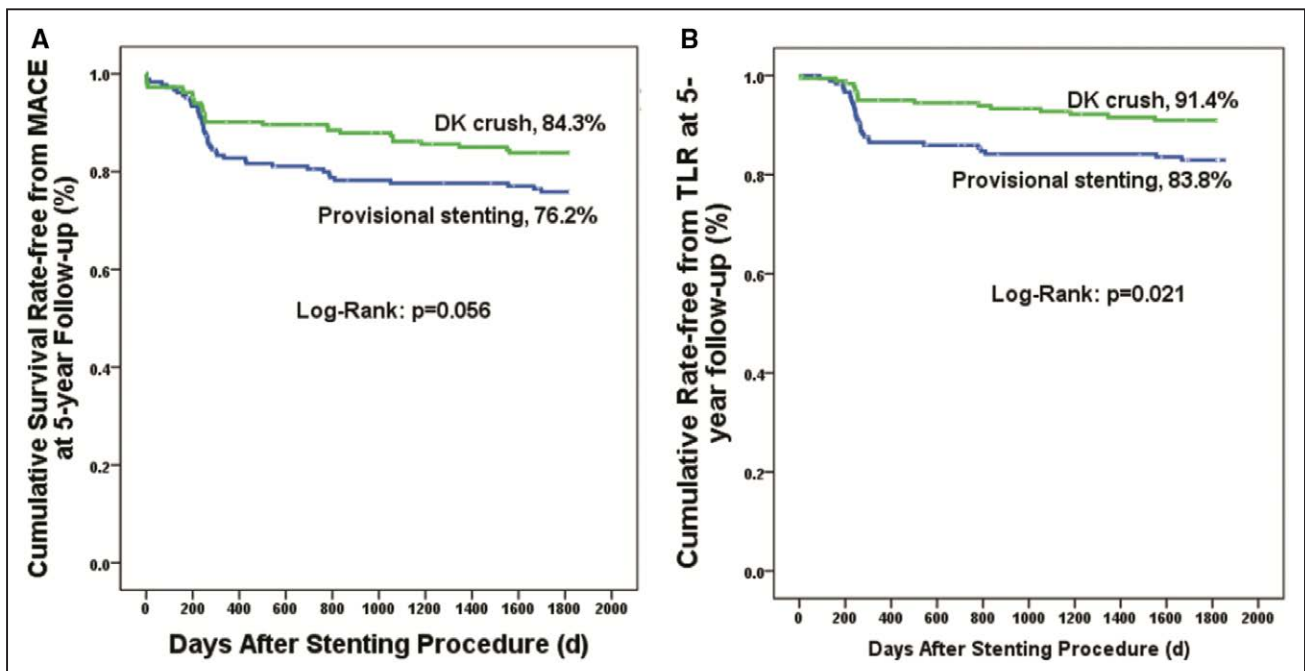 A
Cumulative Survival Rate-free from MACE
at 5-year Follow-up (%)
1.0
0.8
0.6
0.4
0.2
0.0
DK crush, 84.3%
Provisional stenting, 76.2%
Log-Rank: p=0.056
0 200 400 600 800 1000 1200 1400 1600 1800 2000
Days After Stenting Procedure (d)
B
Cumulative Rate-free from TLR at 5-
year follow-up (%)
1.0
0.8
0.6
0.4
0.2
0.0
DK crush, 91.4%
Provisional stenting, 83.8%
Log-Rank: p=0.021
0 200 400 600 800 1000 1200 1400 1600 1800 2000
Days After Stenting Procedure (d)